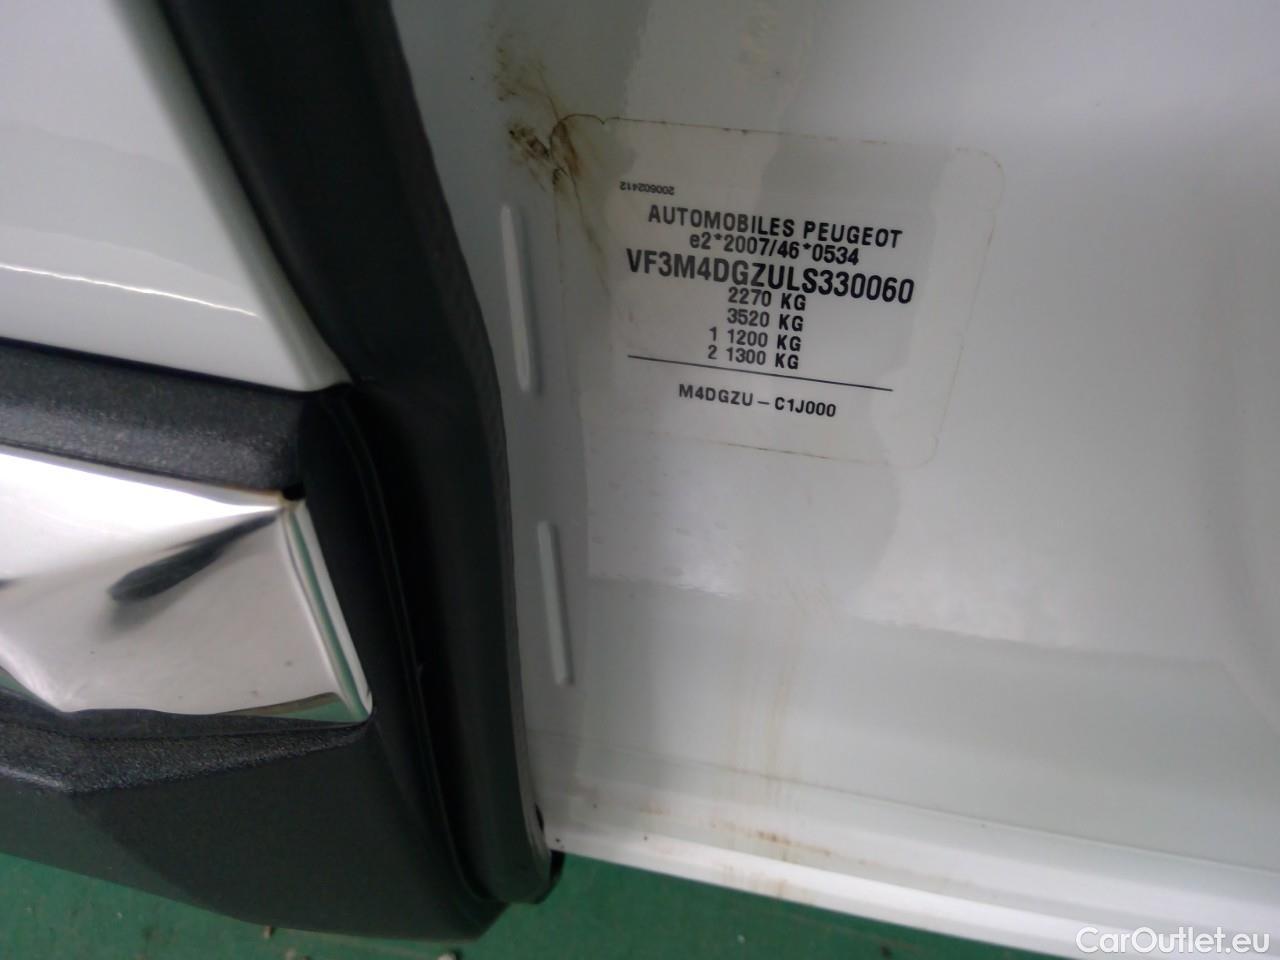 200602412
AUTOMOBILES PEUGEOT
e2*2007/46*0534
VF3M4DGZULS330060
2270 KG
3520 KG
1 1200 KG
2 1300 KG
M4DGZU - C1J000
CarOutlet.eu